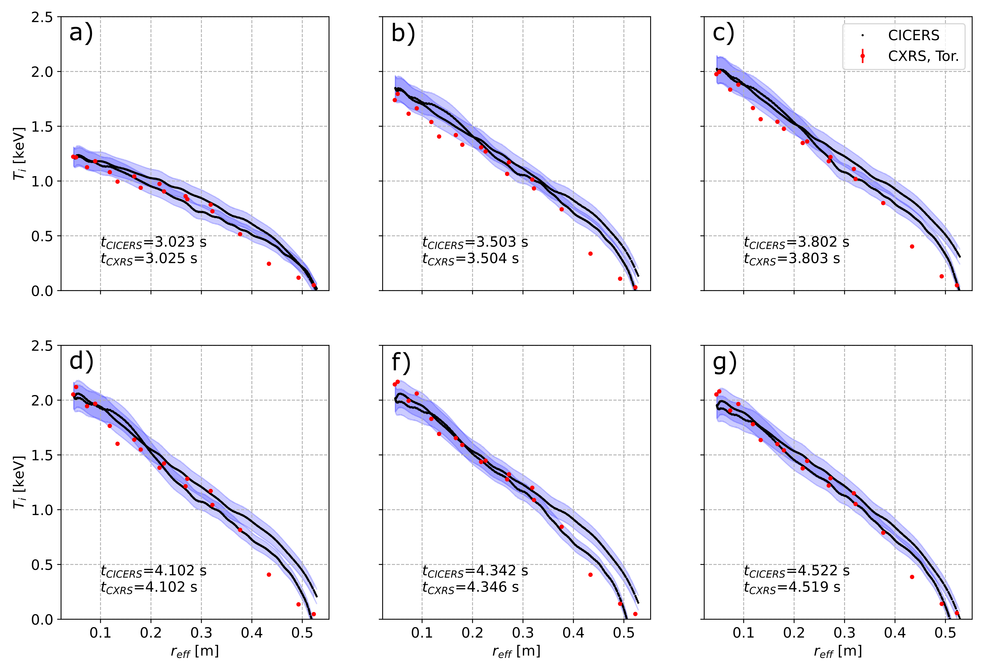 a)
2.5
2.0
1.5
1.0
0.5
0.0
T_i [keV]
t_CICERS=3.023 s
t_CXRS=3.025 s
b)
t_CICERS=3.503 s
t_CXRS=3.504 s
c)
CICERS
CXRS, Tor.
t_CICERS=3.802 s
t_CXRS=3.803 s
d)
2.5
2.0
1.5
1.0
0.5
0.0
T_i [keV]
t_CICERS=4.102 s
t_CXRS=4.102 s
0.1 0.2 0.3 0.4 0.5
r_eff [m]
f)
t_CICERS=4.342 s
t_CXRS=4.346 s
0.1 0.2 0.3 0.4 0.5
r_eff [m]
g)
t_CICERS=4.522 s
t_CXRS=4.519 s
0.1 0.2 0.3 0.4 0.5
r_eff [m]